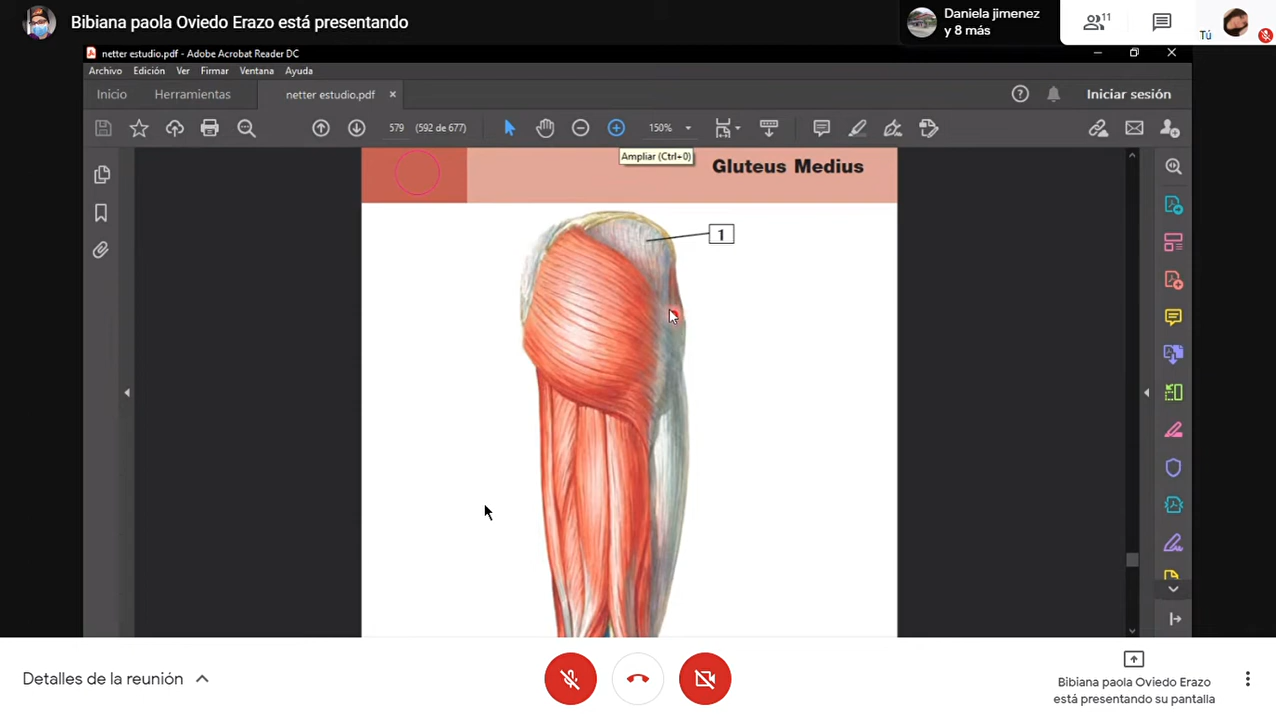 Bibiana paola Oviedo Erazo está presentando
Daniela jimenez
y 8 más
11
Tú
netter estudio.pdf - Adobe Acrobat Reader DC
Archivo Edición Ver Firmar Ventana Ayuda
Inicio Herramientas netter estudio.pdf × Iniciar sesión
579 (592 de 677) 150%
Ampliar (Ctrl+0)
Gluteus Medius
1
Detalles de la reunión
Bibiana paola Oviedo Erazo
está presentando su pantalla